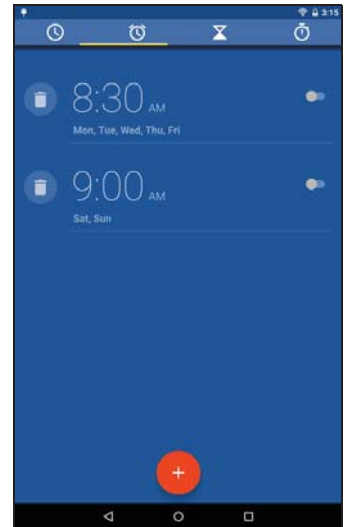 3:15
8:30 AM
Mon, Tue, Wed, Thu, Fri
9:00 AM
Sat, Sun